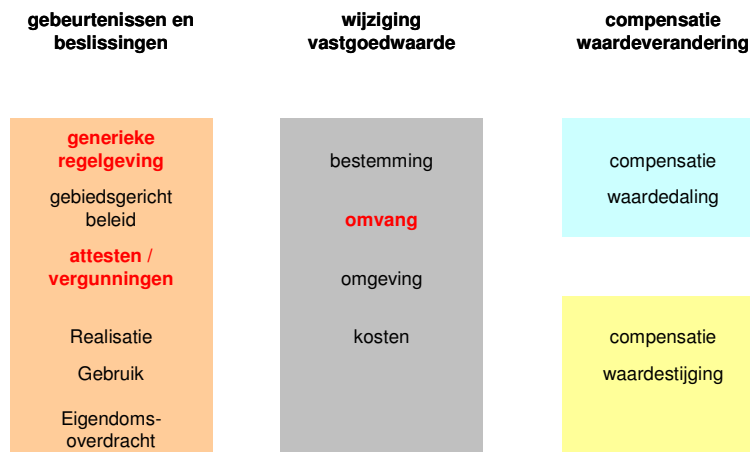 gebeurtenissen en
beslissingen
wijziging
vastgoedwaarde
compensatie
waardeverandering
generieke
regelgeving
gebiedsgericht
beleid
attesten /
vergunningen
Realisatie
Gebruik
Eigendoms-
overdracht
bestemming
omvang
omgeving
kosten
compensatie
waardedaling
compensatie
waardestijging